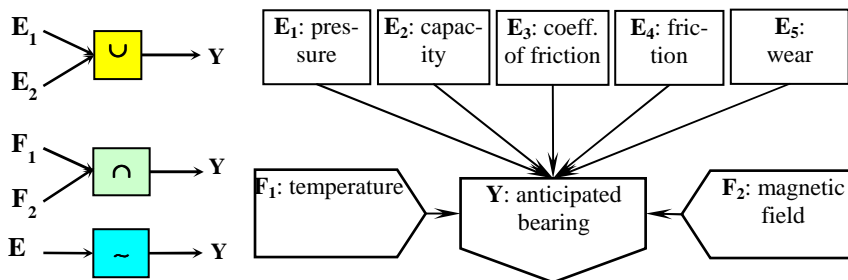 E1
E2
∪
Y
F1
F2
∩
Y
E
~
Y
E1: pres-
sure
E2: capac-
ity
E3: coeff.
of friction
E4: fric-
tion
E5:
wear
F1: temperature
Y: anticipated
bearing
F2: magnetic
field